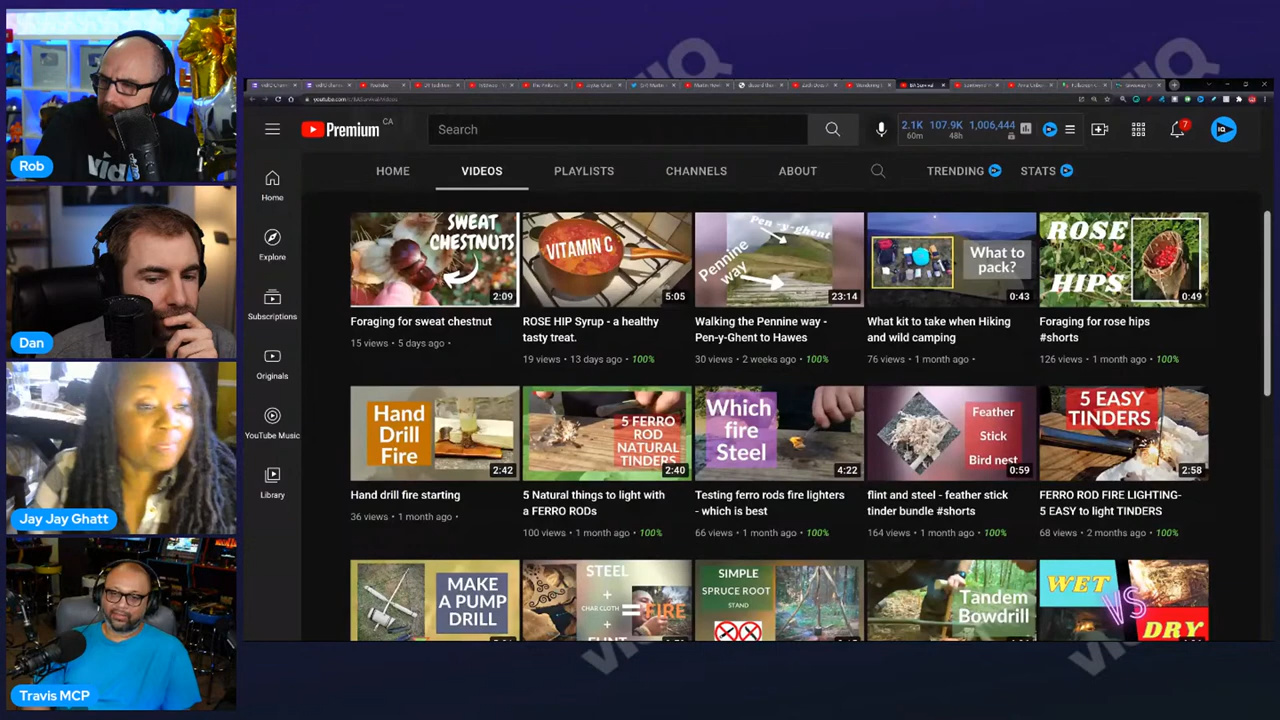 Rob
Dan
Jay Jay Ghatt
Travis MCP
vidIQ
YouTube
Premium CA
Search
2.1K 107.9K 1,006,444
60m 48h
7
IQ
HOME VIDEOS PLAYLISTS CHANNELS ABOUT TRENDING STATS
Home
Explore
Subscriptions
Originals
YouTube Music
Library
SWEAT
CHESTNUTS
2:09
Foraging for sweat chestnut
15 views • 5 days ago •
VITAMIN C
5:05
ROSE HIP Syrup - a healthy
tasty treat.
19 views • 13 days ago • 100%
Pen -y-ghent
Pennine
way
23:14
Walking the Pennine way -
Pen-y-Ghent to Hawes
30 views • 2 weeks ago • 100%
What to
pack?
0:43
What kit to take when Hiking
and wild camping
76 views • 1 month ago •
ROSE
HIPS
0:49
Foraging for rose hips
#shorts
126 views • 1 month ago • 100%
Hand
Drill
Fire
2:42
Hand drill fire starting
36 views • 1 month ago •
5 FERRO
ROD
NATURAL
TINDERS
2:40
5 Natural things to light with
a FERRO RODs
100 views • 1 month ago • 100%
Which
fire
Steel
4:22
Testing ferro rods fire lighters
- which is best
66 views • 1 month ago • 100%
Feather
Stick
Bird nest
0:59
flint and steel - feather stick
tinder bundle #shorts
164 views • 1 month ago • 100%
5 EASY
TINDERS
2:58
FERRO ROD FIRE LIGHTING-
5 EASY to light TINDERS
68 views • 2 months ago • 100%
MAKE
A PUMP
DRILL
STEEL
+
CHAR CLOTH = FIRE
+
FLINT
SIMPLE
SPRUCE ROOT
STAND
Tandem
Bowdrill
WET
VS
DRY